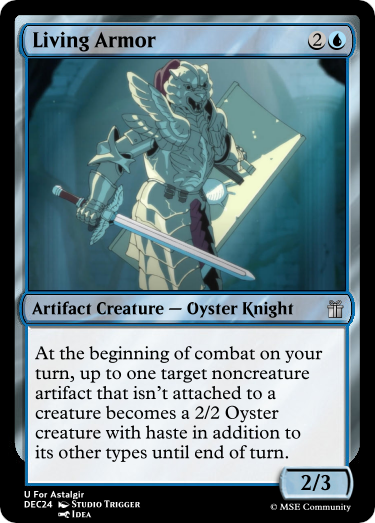 Living Armor
2
Artifact Creature — Oyster Knight
At the beginning of combat on your
turn, up to one target noncreature
artifact that isn't attached to a
creature becomes a 2/2 Oyster
creature with haste in addition to
its other types until end of turn.
2/3
U For Astalgir
DEC24 Studio Trigger
Idea
© MSE Community